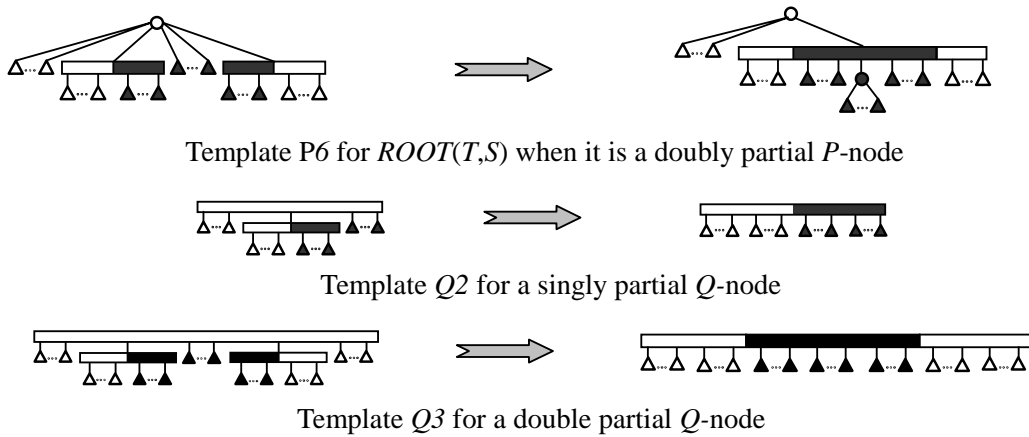 Template P6 for ROOT(T,S) when it is a doubly partial P-node
Template Q2 for a singly partial Q-node
Template Q3 for a double partial Q-node